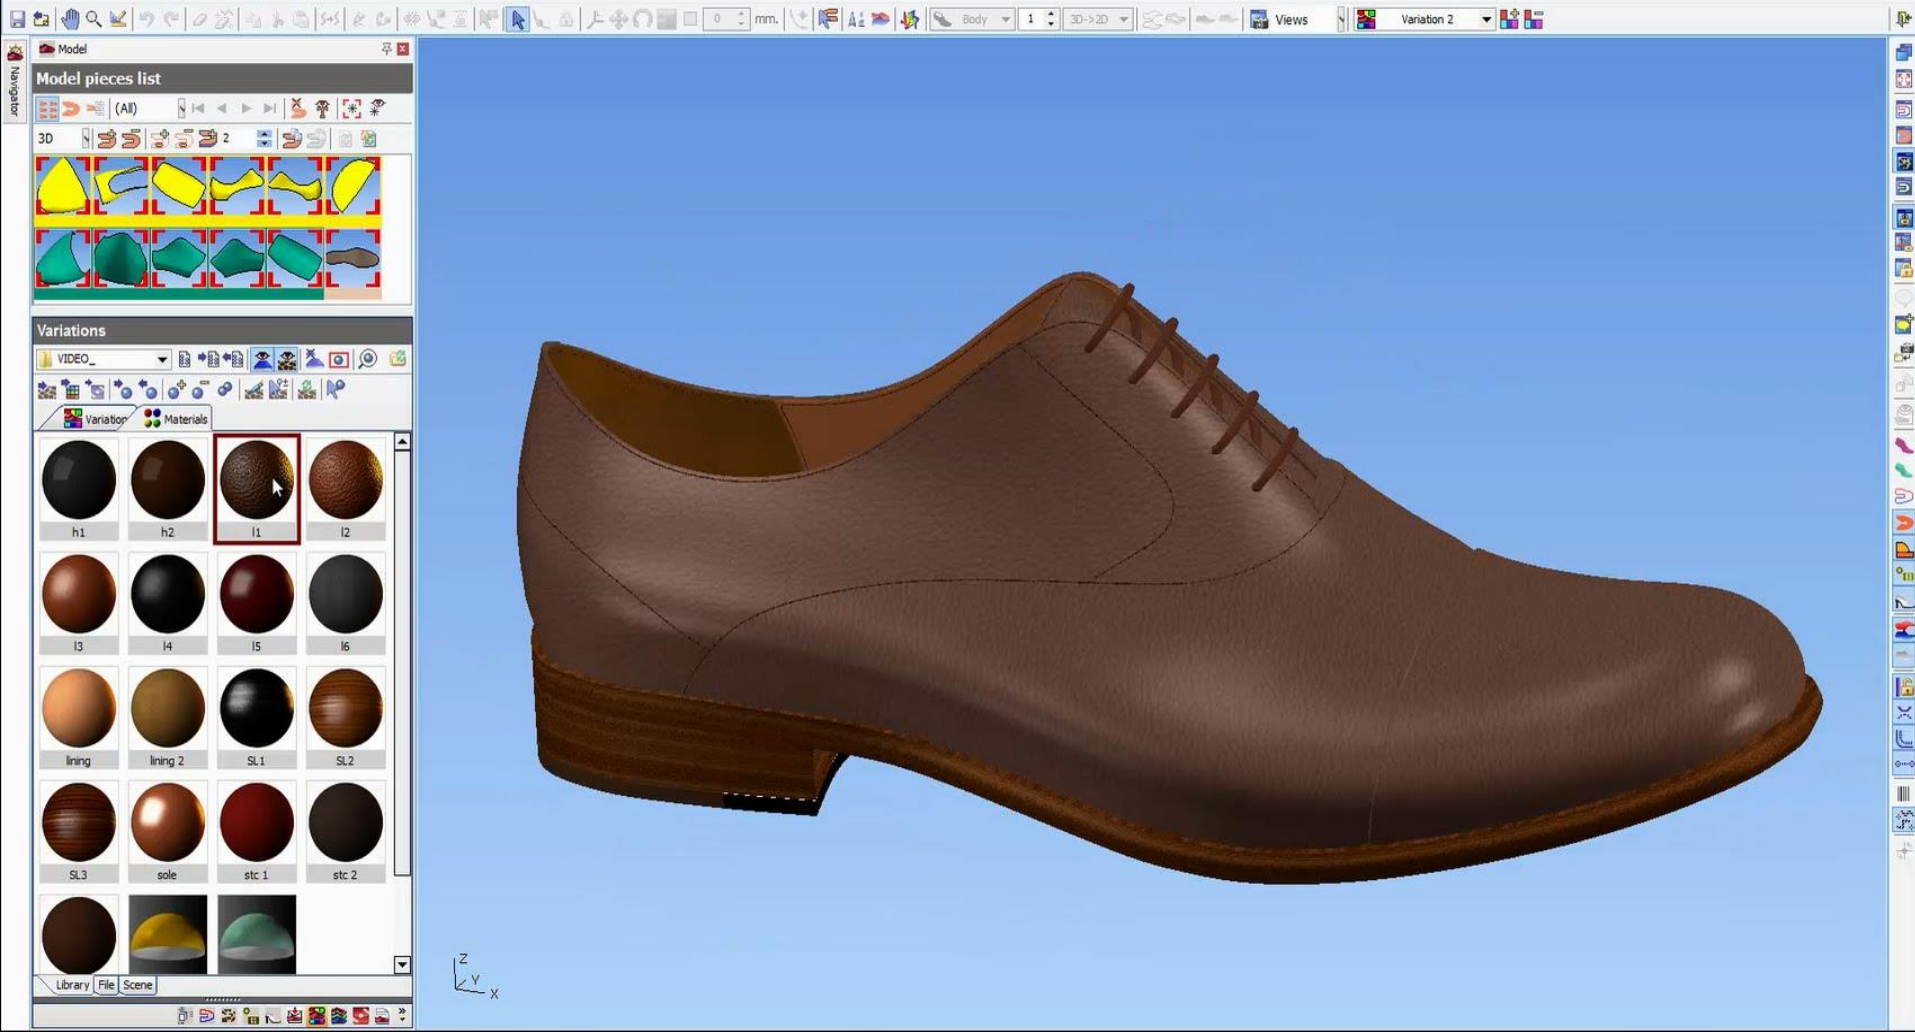 0 mm. Body 1 3D->2D Views Variation 2
Navigator
Model
Model pieces list
(All)
3D 2
Variations
VIDEO_
Variation Materials
h1 h2 l1 l2
l3 l4 l5 l6
lining lining 2 SL1 SL2
SL3 sole stc 1 stc 2
Library File Scene
Z
Y
X